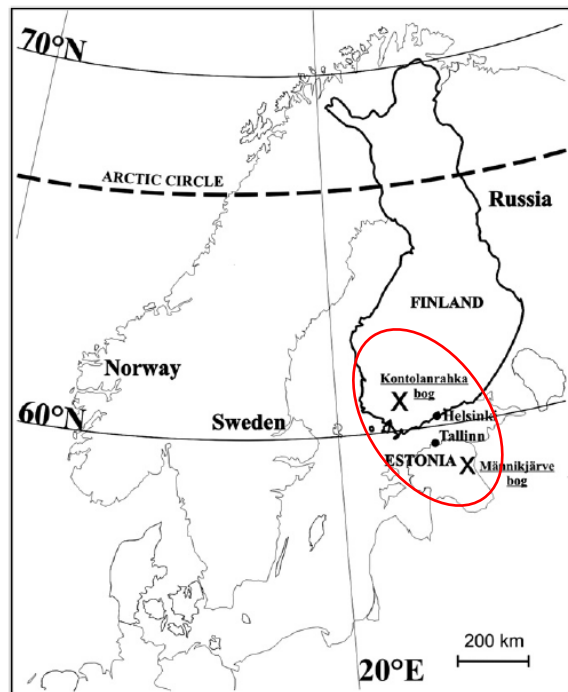 70°N
ARCTIC CIRCLE
Russia
FINLAND
Norway
Kontolanrahka
bog
X
Sweden
Helsinki
60°N
Tallinn
ESTONIA
X
Männikjärve
bog
200 km
20°E